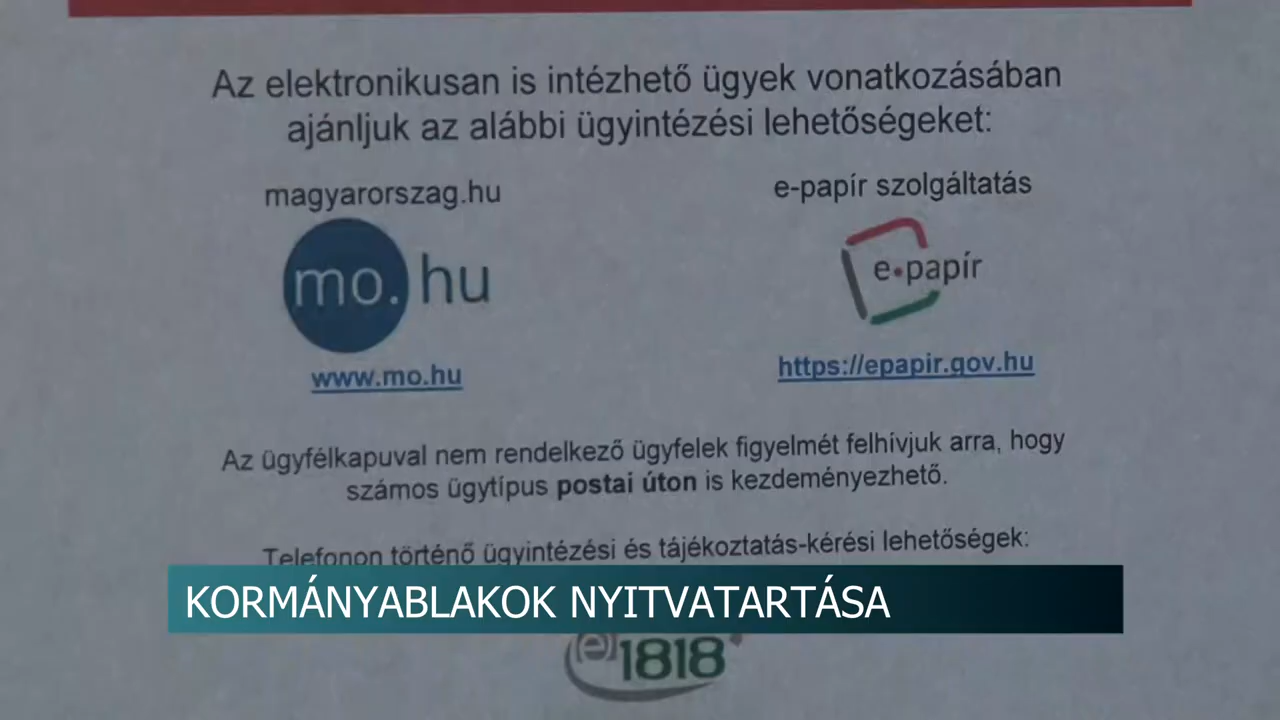 Az elektronikusan is intézhető ügyek vonatkozásában
ajánljuk az alábbi ügyintézési lehetőségeket:
magyarorszag.hu
e-papír szolgáltatás
mo.hu
e•papír
www.mo.hu
https://epapir.gov.hu
Az ügyfélkapuval nem rendelkező ügyfelek figyelmét felhívjuk arra, hogy
számos ügytípus postai úton is kezdeményezhető.
Telefonon történő ügyintézési és tájékoztatás-kérési lehetőségek:
KORMÁNYABLAKOK NYITVATARTÁSA
(e) 1818